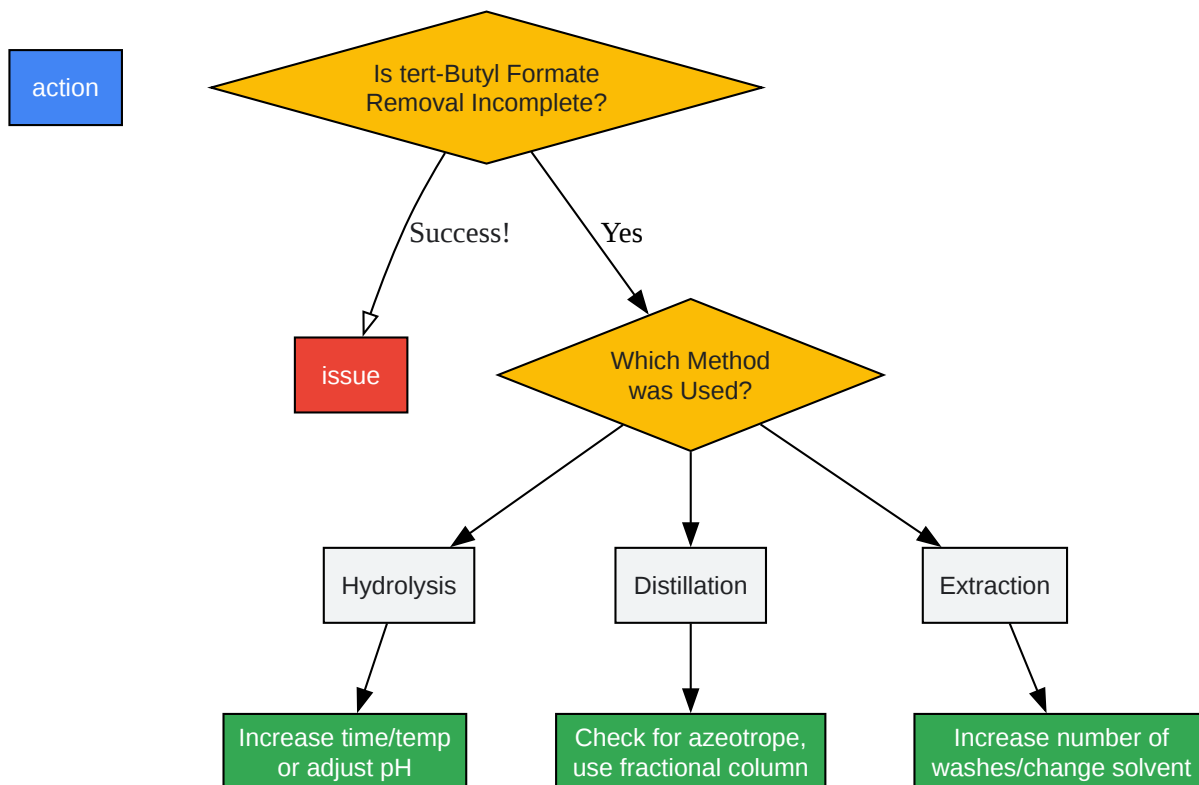 action
Is tert-Butyl Formate
Removal Incomplete?
Success!
Yes
issue
Which Method
was Used?
Hydrolysis
Distillation
Extraction
Increase time/temp
or adjust pH
Check for azeotrope,
use fractional column
Increase number of
washes/change solvent